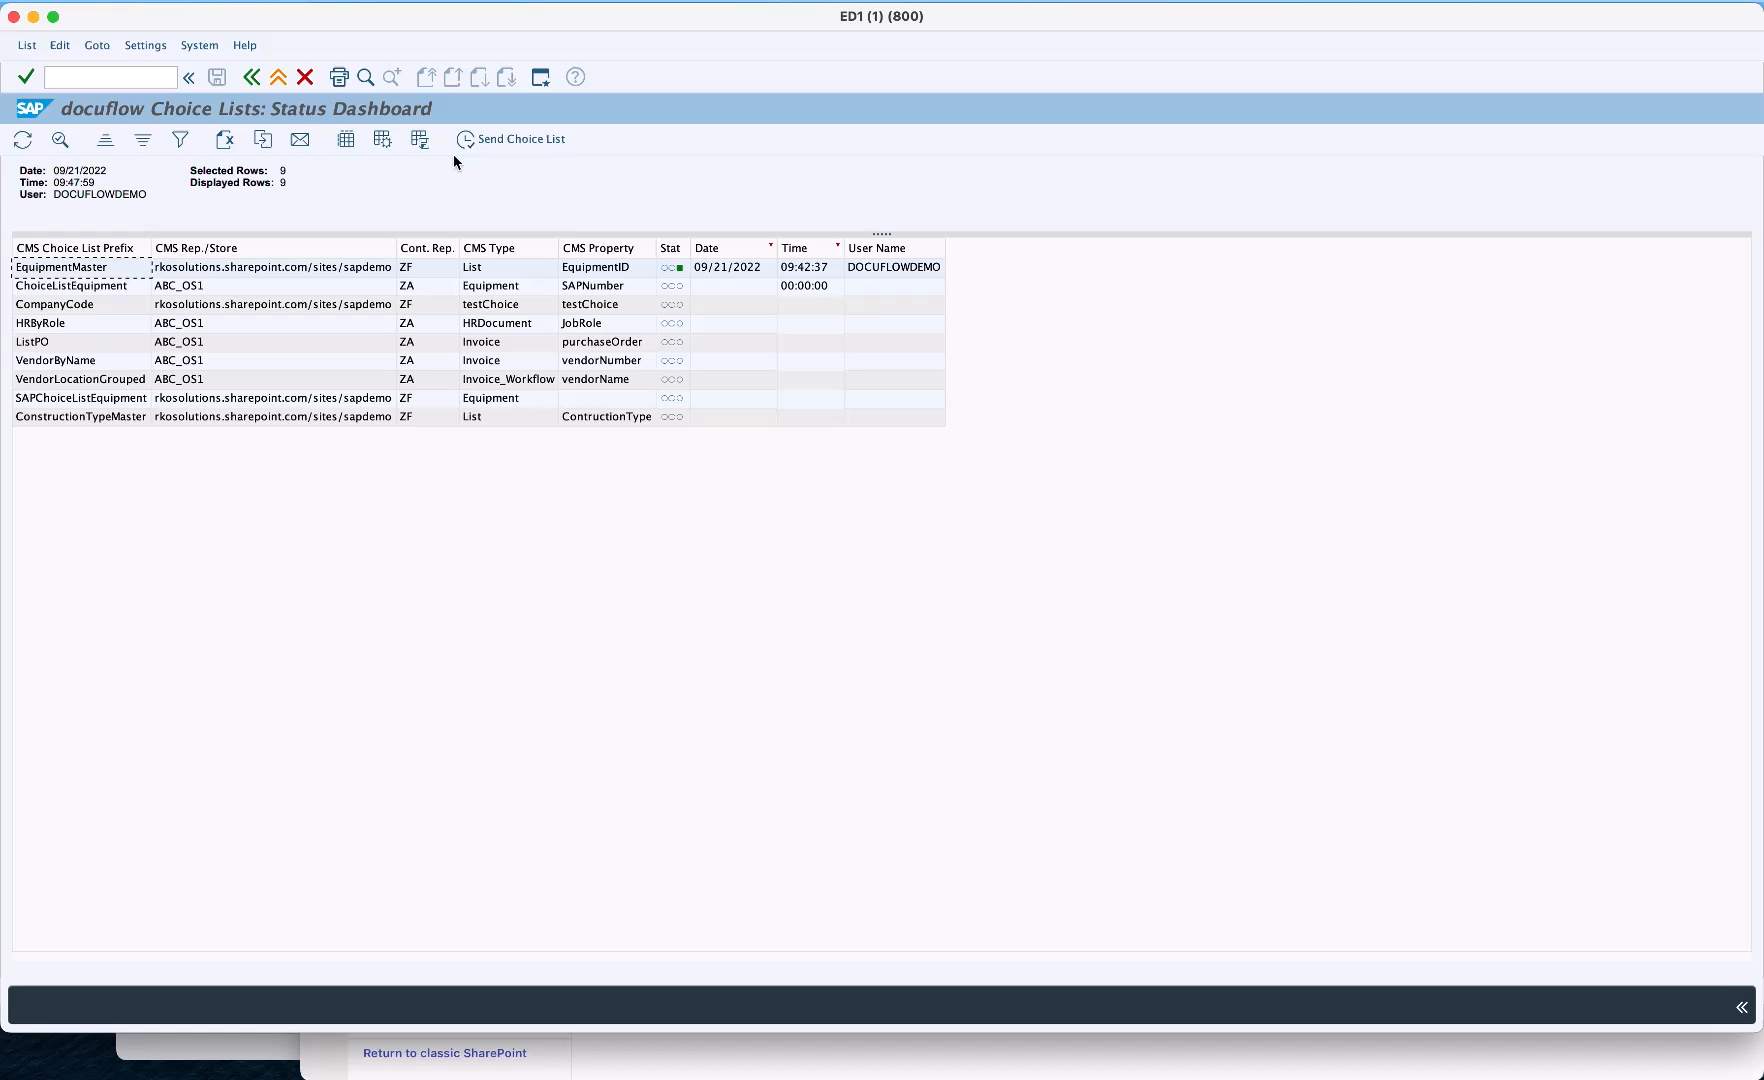 ED1 (1) (800)
List Edit Goto Settings System Help
SAP docuflow Choice Lists: Status Dashboard
Send Choice List
Date: 09/21/2022 Selected Rows: 9
Time: 09:47:59 Displayed Rows: 9
User: DOCUFLOWDEMO
CMS Choice List Prefix CMS Rep./Store Cont. Rep. CMS Type CMS Property Stat Date Time User Name
EquipmentMaster rkosolutions.sharepoint.com/sites/sapdemo ZF List EquipmentID 09/21/2022 09:42:37 DOCUFLOWDEMO
ChoiceListEquipment ABC_OS1 ZA Equipment SAPNumber 00:00:00
CompanyCode rkosolutions.sharepoint.com/sites/sapdemo ZF testChoice testChoice
HRByRole ABC_OS1 ZA HRDocument JobRole
ListPO ABC_OS1 ZA Invoice purchaseOrder
VendorByName ABC_OS1 ZA Invoice vendorNumber
VendorLocationGrouped ABC_OS1 ZA Invoice_Workflow vendorName
SAPChoiceListEquipment rkosolutions.sharepoint.com/sites/sapdemo ZF Equipment
ConstructionTypeMaster rkosolutions.sharepoint.com/sites/sapdemo ZF List ContructionType
Return to classic SharePoint